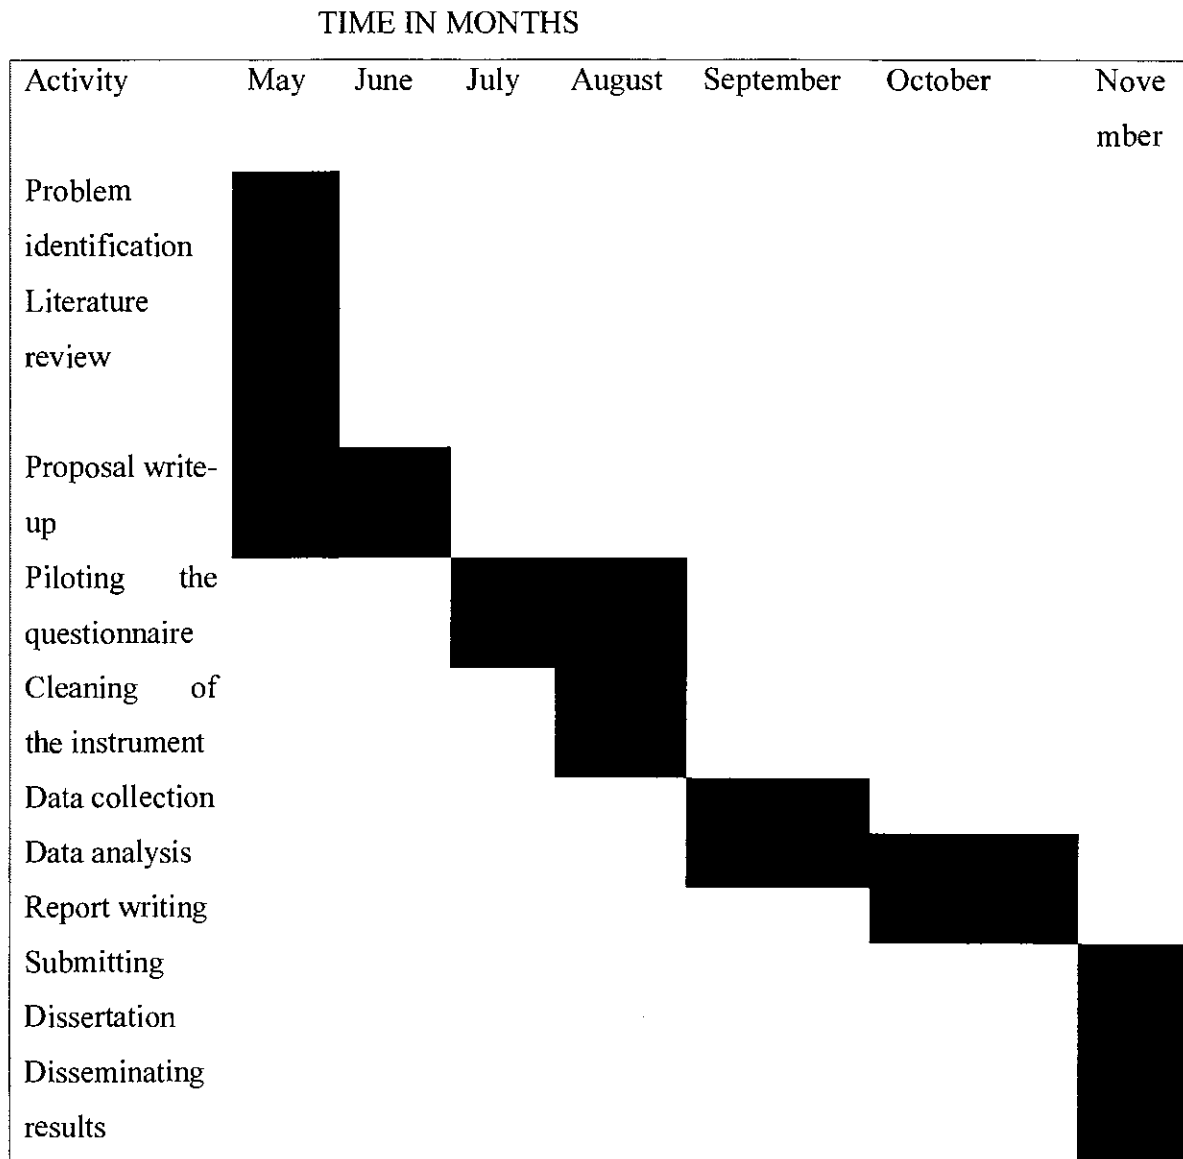 TIME IN MONTHS
Activity May June July August September October Nove
mber
Problem
identification
Literature
review
Proposal write-
up
Piloting the
questionnaire
Cleaning of
the instrument
Data collection
Data analysis
Report writing
Submitting
Dissertation
Disseminating
results